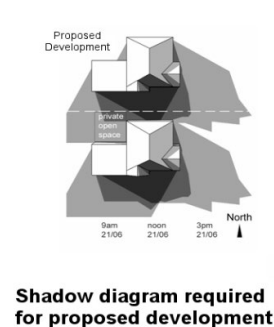 Proposed
Development
private
open
space
North
9am noon 3pm
21/06 21/06 21/06
Shadow diagram required
for proposed development